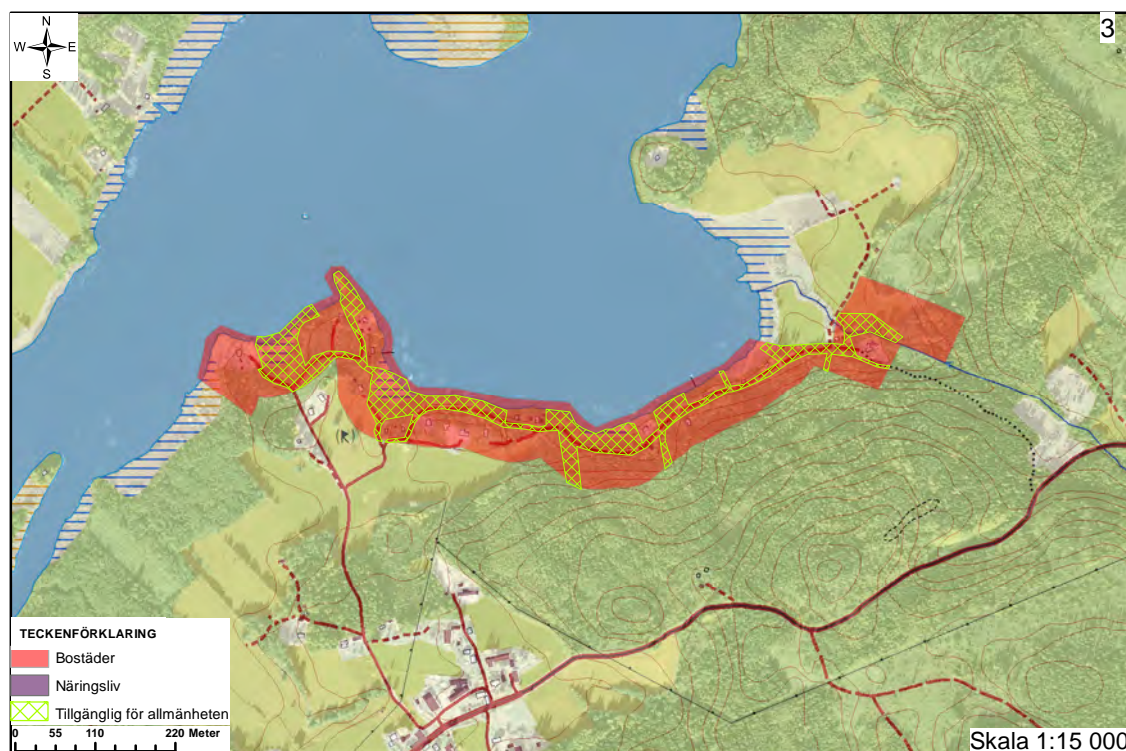 N
W E
S
3
(R)
TECKENFÖRKLARING
Bostäder
Näringsliv
Tillgänglig för allmänheten
0 55 110 220 Meter
Skala 1:15 000